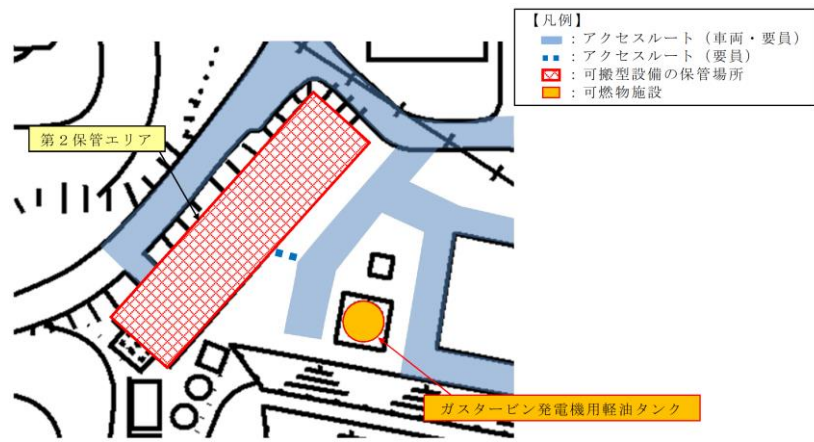 【凡例】
：アクセスルート（車両・要員）
：アクセスルート（要員）
：可搬型設備の保管場所
：可燃物施設
第２保管エリア
ガスタービン発電機用軽油タンク